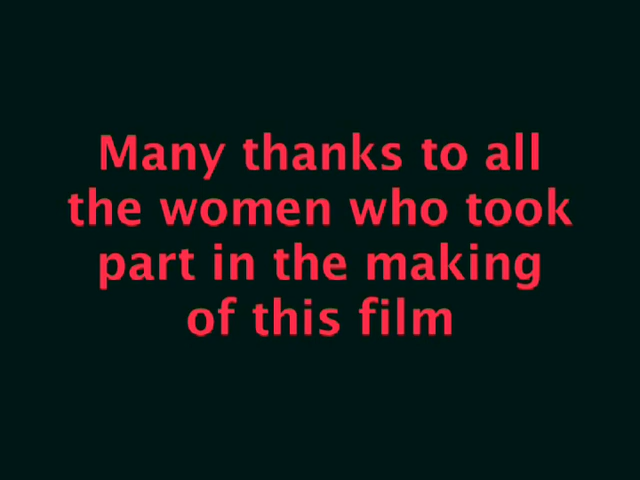 Many thanks to all
the women who took
part in the making
of this film